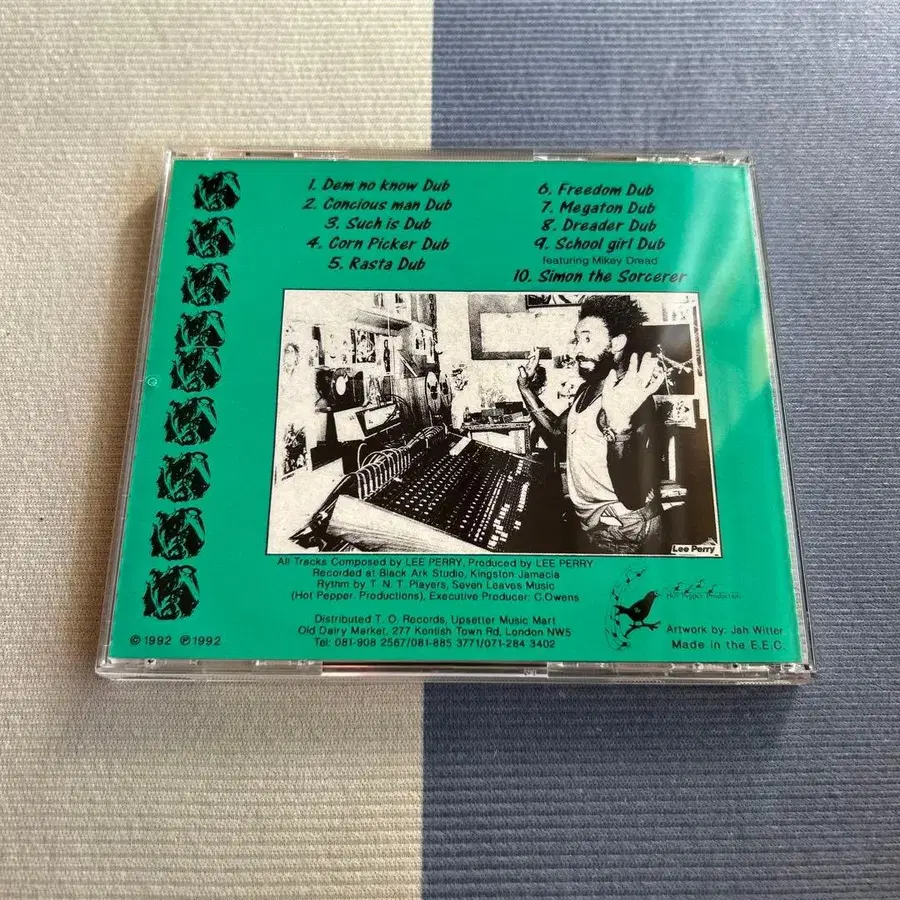 1. Dem no know Dub
2. Concious man Dub
3. Such is Dub
4. Corn Picker Dub
5. Rasta Dub
6. Freedom Dub
7. Megaton Dub
8. Dreader Dub
9. School girl Dub
featuring Mikey Dread
10. Simon the Sorcerer
Lee Perry
All Tracks Composed by LEE PERRY, Produced by LEE PERRY
Recorded at Black Ark Studio, Kingston Jamacia
Rythm by T. N. T. Players, Seven Leaves Music
(Hot Pepper. Productions), Executive Producer: C.Owens
Distributed T. O. Records, Upsetter Music Mart
Old Dairy Market, 277 Kentish Town Rd, London NW5
Tel: 081-908 2567/081-885 3771/071-284 3402
© 1992 ℗ 1992
Hot Pepper Production
Artwork by: Jah Witter
Made in the E.E.C.